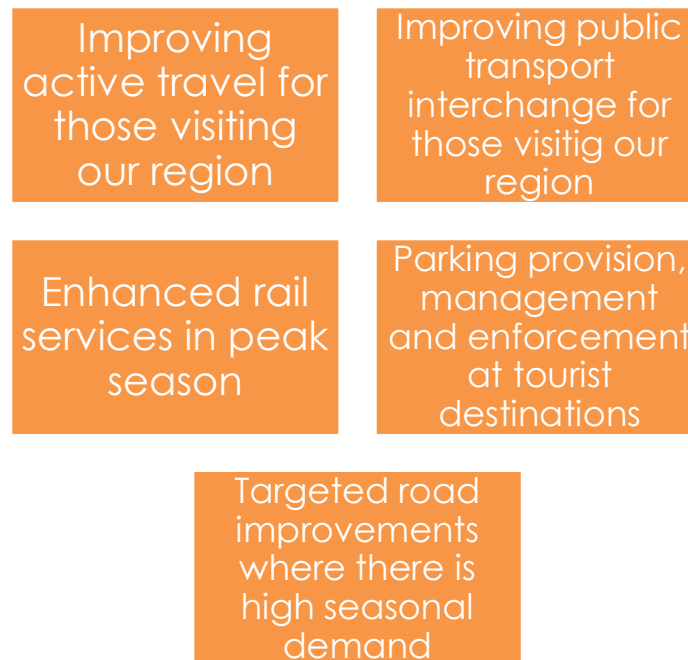 Improving
active travel for
those visiting
our region
Improving public
transport
interchange for
those visitig our
region
Enhanced rail
services in peak
season
Parking provision,
management
and enforcement
at tourist
destinations
Targeted road
improvements
where there is
high seasonal
demand